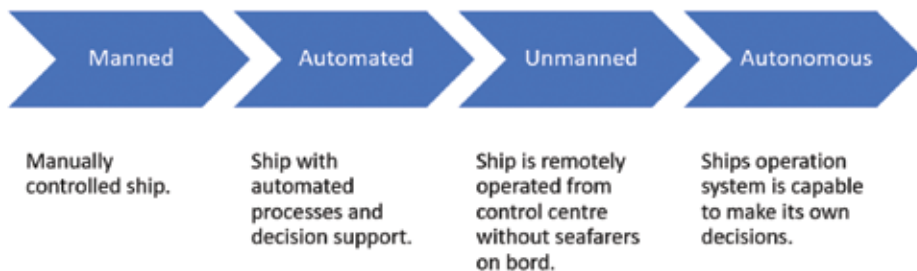 Manned
Automated
Unmanned
Autonomous
Manually
controlled ship.
Ship with
automated
processes and
decision support.
Ship is remotely
operated from
control centre
without seafarers
on bord.
Ships operation
system is capable
to make its own
decisions.